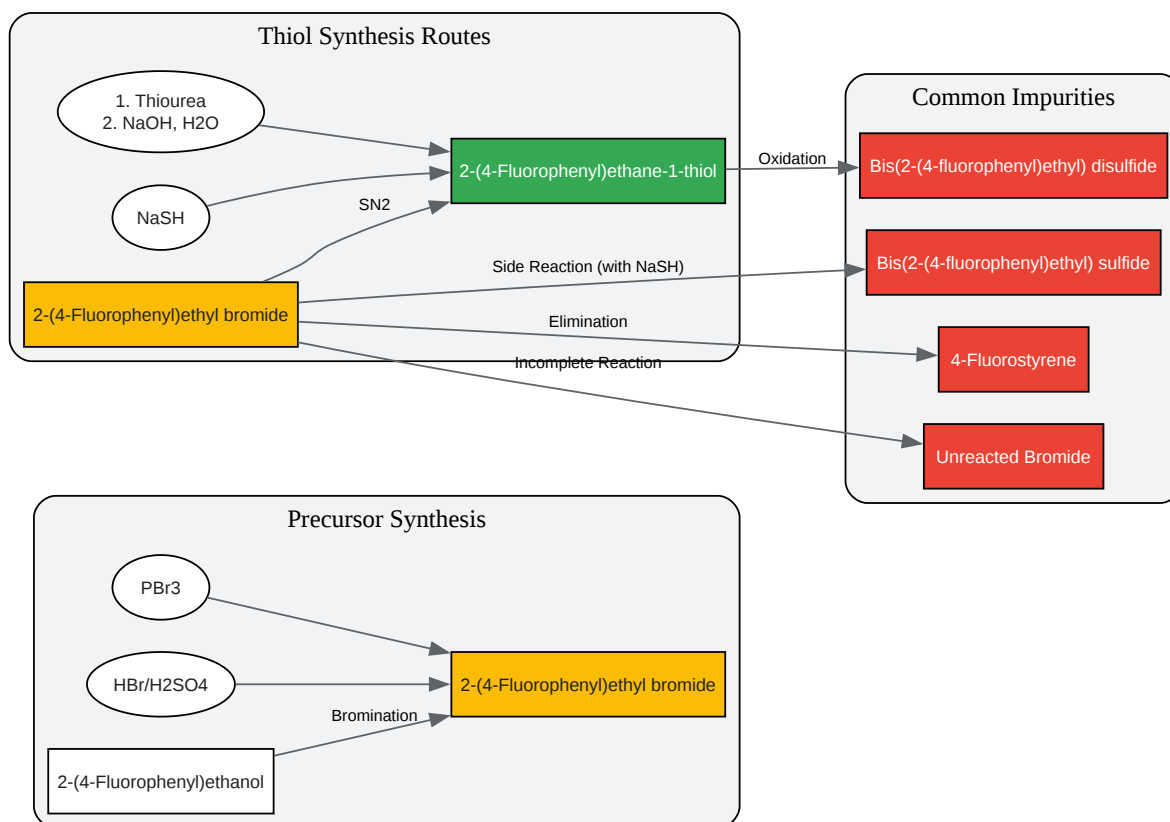 Thiol Synthesis Routes
1. Thiourea
2. NaOH, H2O
NaSH
2-(4-Fluorophenyl)ethyl bromide
SN2
2-(4-Fluorophenyl)ethane-1-thiol
Oxidation
Side Reaction (with NaSH)
Elimination
Incomplete Reaction
Common Impurities
Bis(2-(4-fluorophenyl)ethyl) disulfide
Bis(2-(4-fluorophenyl)ethyl) sulfide
4-Fluorostyrene
Unreacted Bromide
Precursor Synthesis
PBr3
HBr/H2SO4
2-(4-Fluorophenyl)ethanol
Bromination
2-(4-Fluorophenyl)ethyl bromide